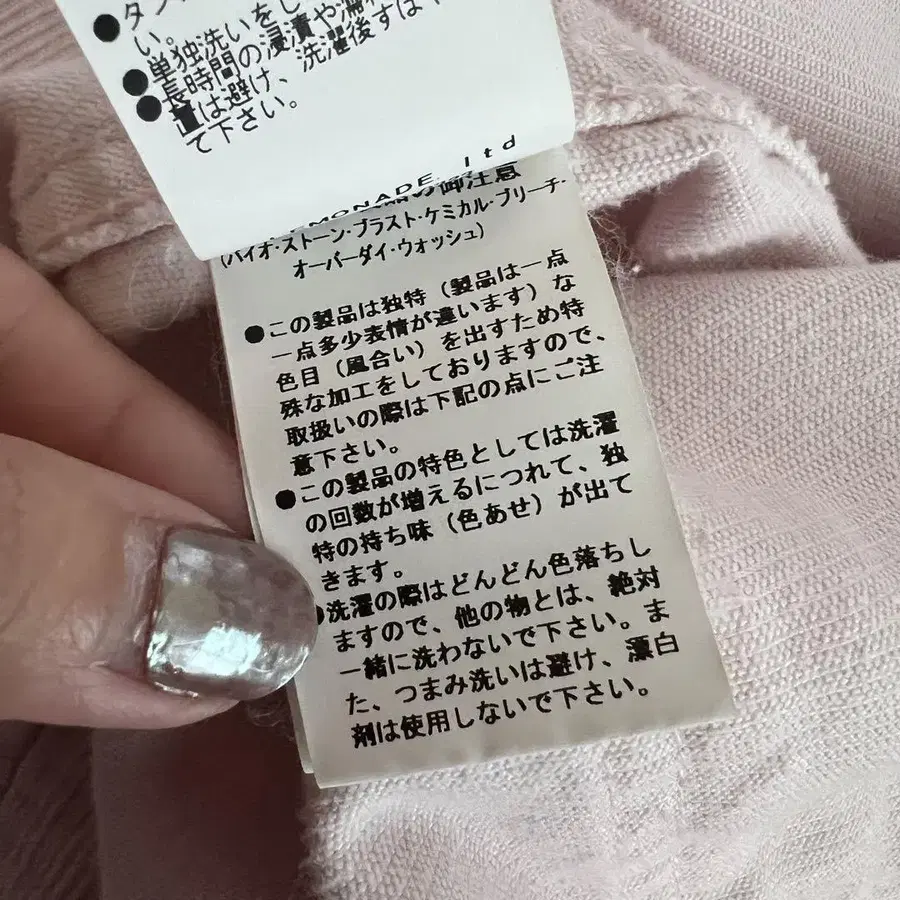 ●タン
い。
●単独洗いをし
●長時間の浸漬や濡れ
置は避け、洗濯後すぐ
て下さい。
MONADE. ltd
の御注意
(バイオ・ストーン・ブラスト・ケミカル・ブリーチ・
オーバーダイ・ウォッシュ)
●この製品は独特（製品は一点
一点多少表情が違います）な
色目（風合い）を出すため特
殊な加工をしておりますので、
取扱いの際は下記の点にご注
意下さい。
●この製品の特色としては洗濯
の回数が増えるにつれて、独
特の持ち味（色あせ）が出て
きます。
●洗濯の際はどんどん色落ちし
ますので、他の物とは、絶対
一緒に洗わないで下さい。ま
た、つまみ洗いは避け、漂白
剤は使用しないで下さい。